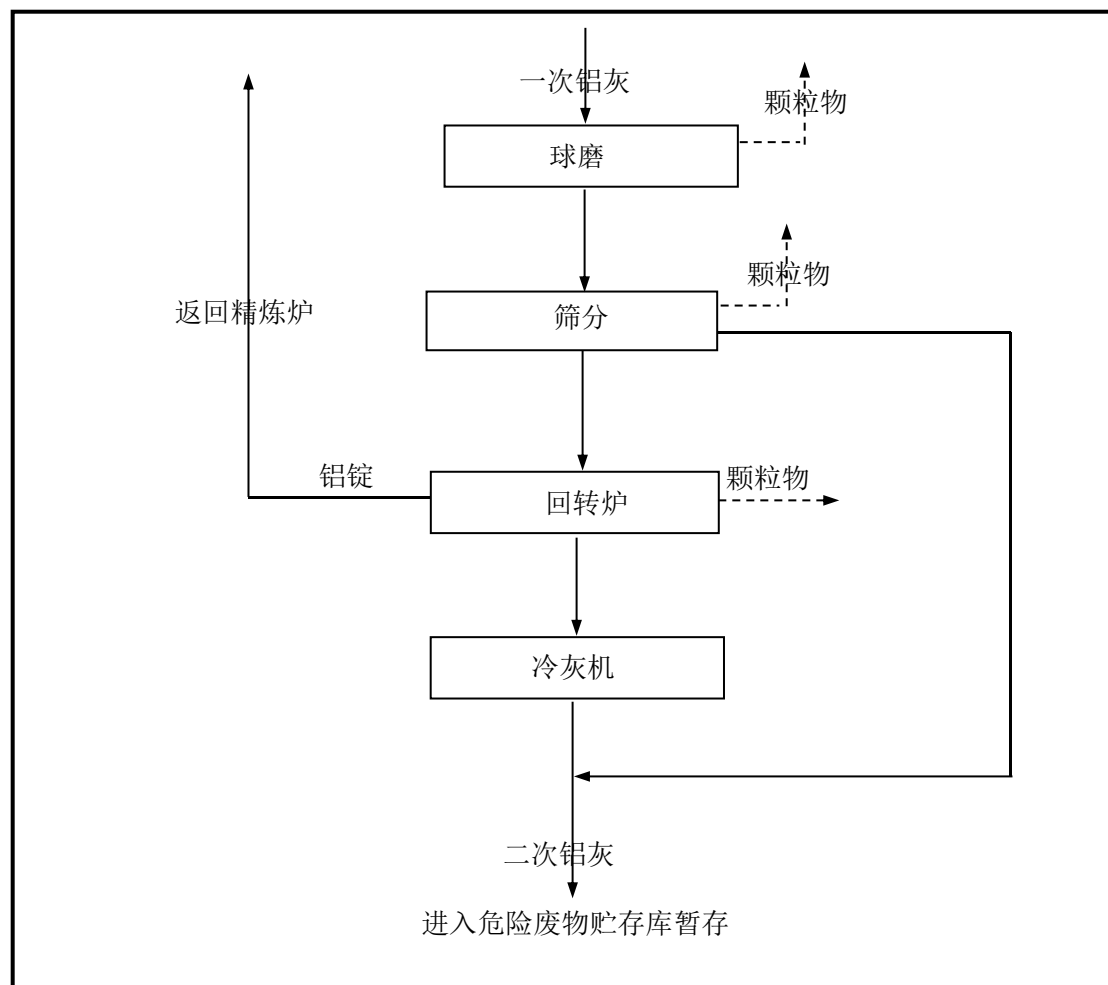 一次铝灰
颗粒物
球磨
颗粒物
返回精炼炉
筛分
铝锭
颗粒物
回转炉
冷灰机
二次铝灰
进入危险废物贮存库暂存